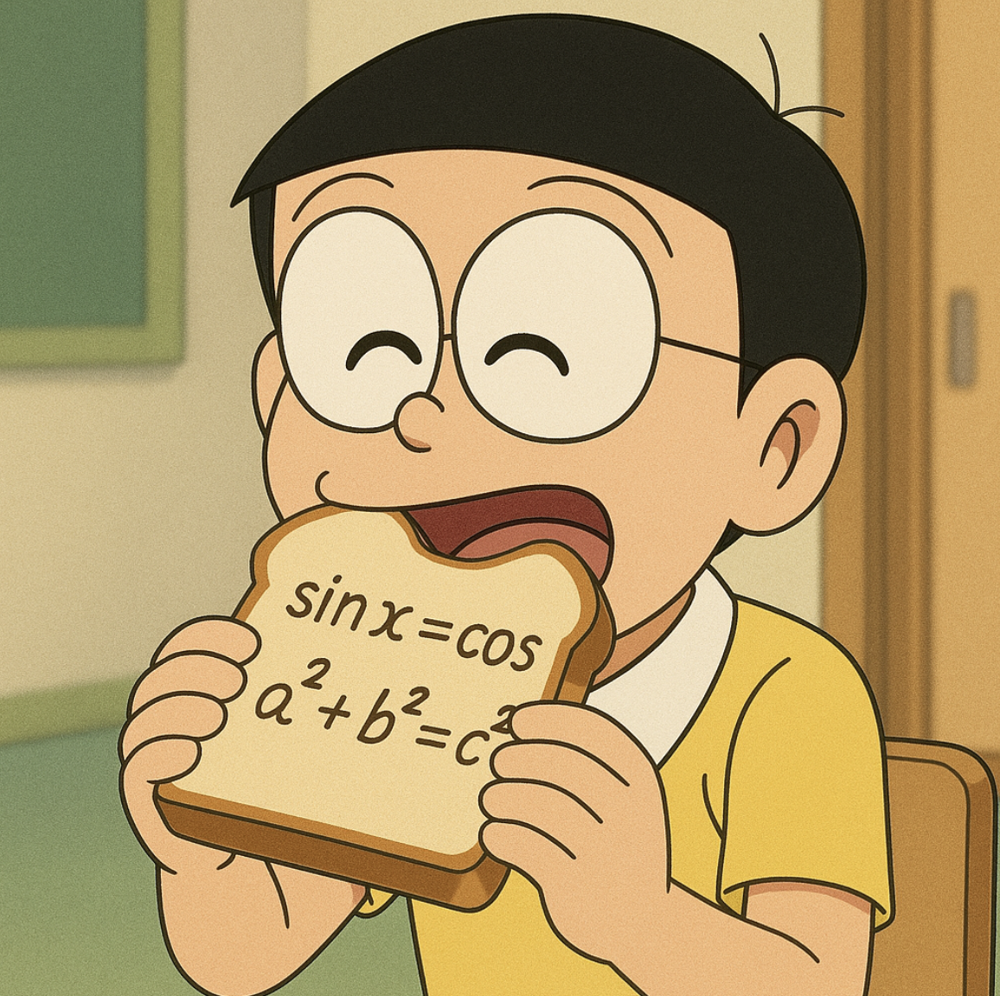 sin x = cos
a² + b² = c²